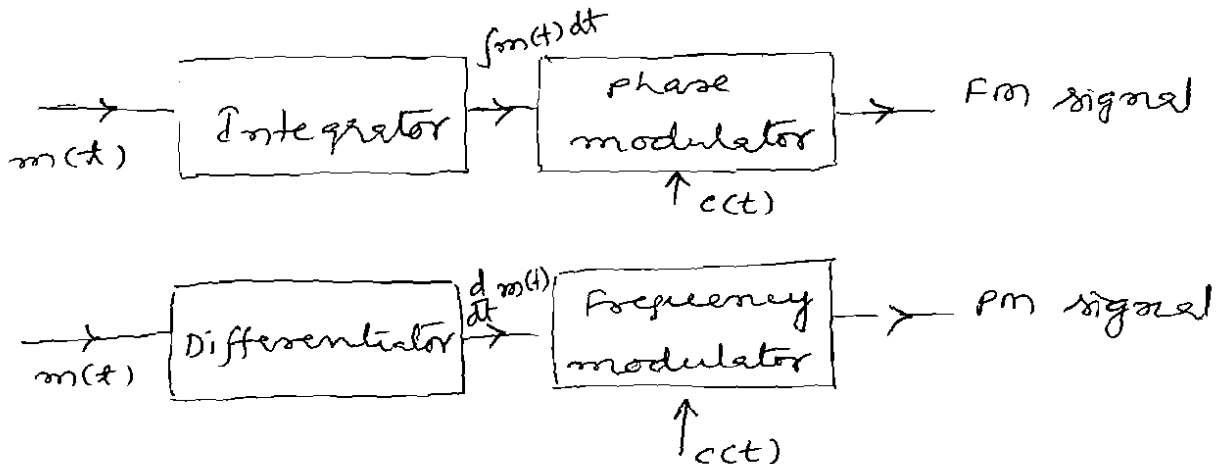 ∫m(t)dt
m(t)
Integrator
phase
modulator
FM signal
c(t)
m(t)
Differentiator
d/dt m(t)
Frequency
modulator
PM signal
c(t)